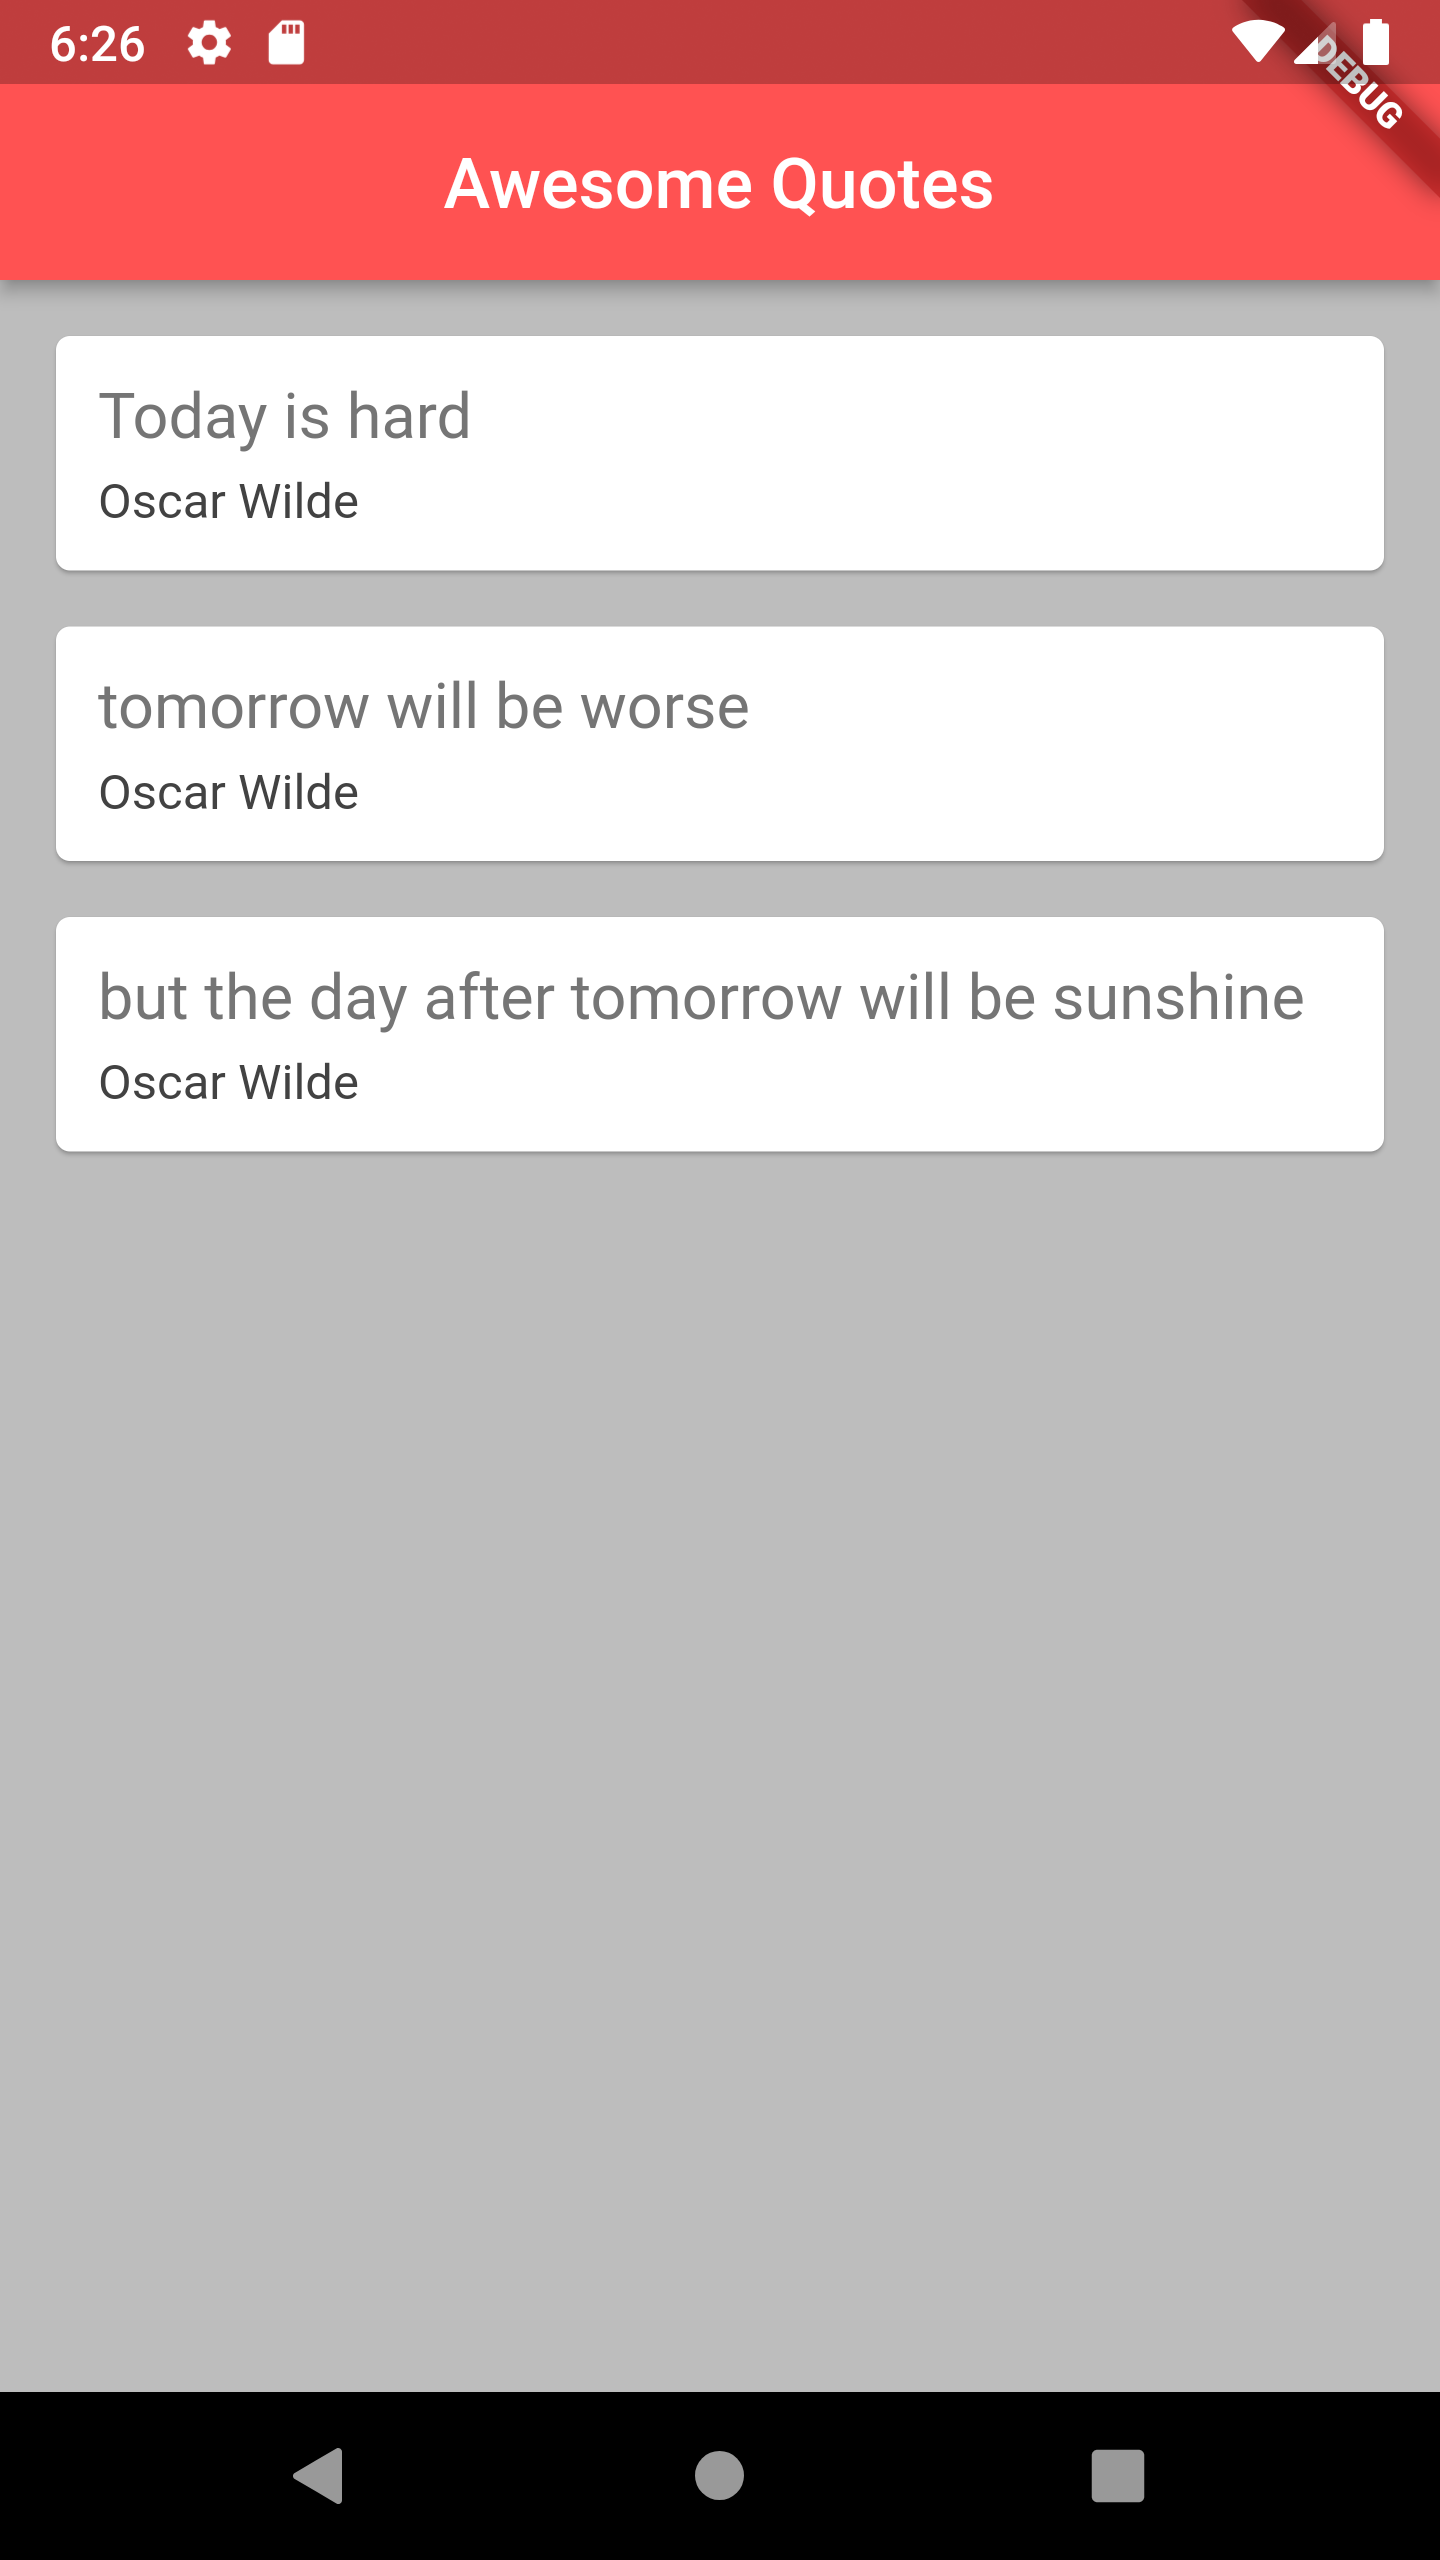 6:26
DEBUG
Awesome Quotes
Today is hard
Oscar Wilde
tomorrow will be worse
Oscar Wilde
but the day after tomorrow will be sunshine
Oscar Wilde